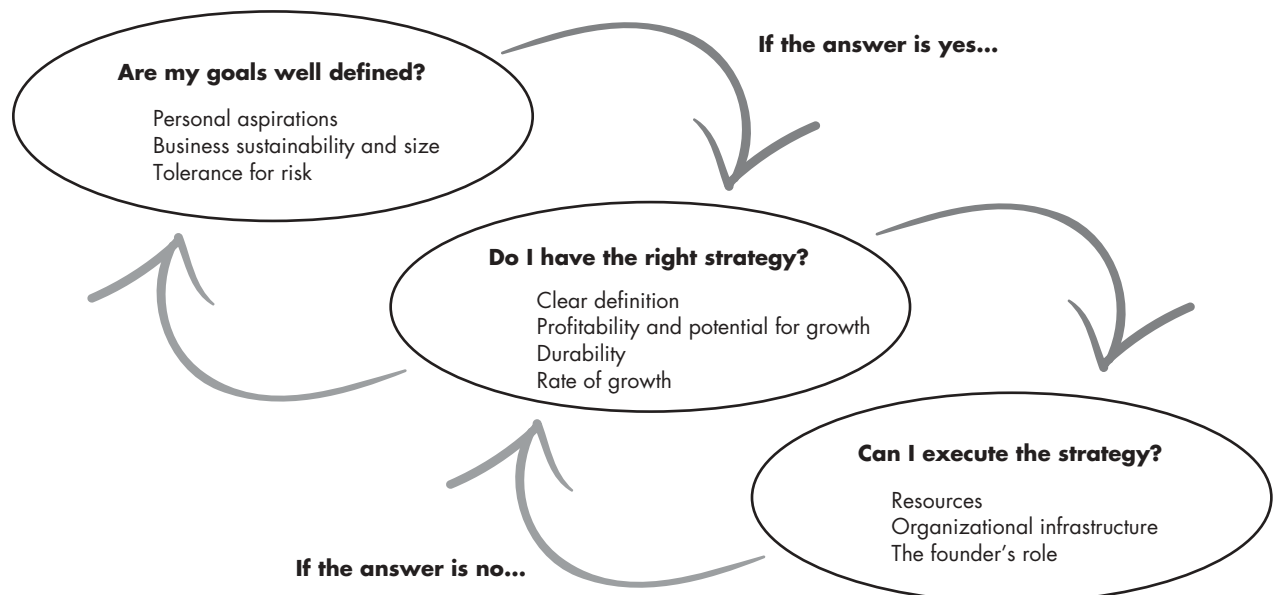 If the answer is yes...
Are my goals well defined?
Personal aspirations
Business sustainability and size
Tolerance for risk
Do I have the right strategy?
Clear definition
Profitability and potential for growth
Durability
Rate of growth
Can I execute the strategy?
Resources
Organizational infrastructure
The founder’s role
If the answer is no...